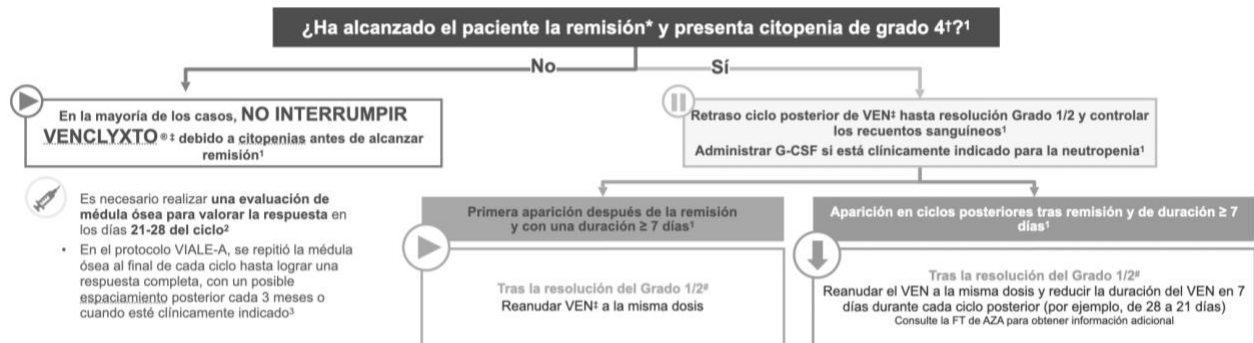 ¿Ha alcanzado el paciente la remisión* y presenta citopenia de grado 4†?¹
No
Sí
En la mayoría de los casos, NO INTERRUMPIR
VENCLYXTO®‡ debido a citopenias antes de alcanzar
remisión¹
Retraso ciclo posterior de VEN‡ hasta resolución Grado 1/2 y controlar
los recuentos sanguíneos¹
Administrar G-CSF si está clínicamente indicado para la neutropenia¹
Es necesario realizar una evaluación de
médula ósea para valorar la respuesta en
los días 21-28 del ciclo²
• En el protocolo VIALE-A, se repitió la médula
ósea al final de cada ciclo hasta lograr una
respuesta completa, con un posible
espaciamiento posterior cada 3 meses o
cuando esté clínicamente indicado³
Primera aparición después de la remisión
y con una duración ≥ 7 días¹
Tras la resolución del Grado 1/2#
Reanudar VEN‡ a la misma dosis
Aparición en ciclos posteriores tras remisión y de duración ≥ 7
días¹
Tras la resolución del Grado 1/2#
Reanudar el VEN a la misma dosis y reducir la duración del VEN en 7
días durante cada ciclo posterior (por ejemplo, de 28 a 21 días)
Consulte la FT de AZA para obtener información adicional